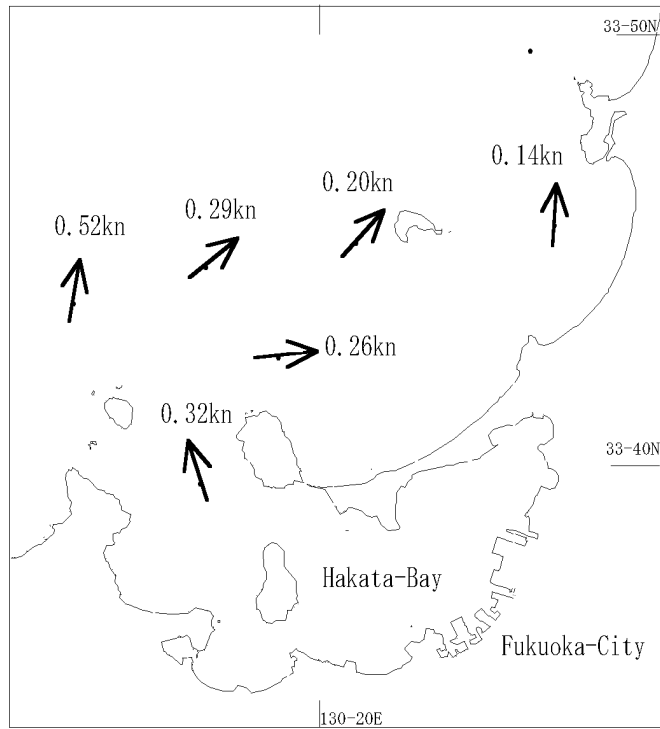 33-50N
0.14kn
0.20kn
0.29kn
0.52kn
0.26kn
0.32kn
33-40N
Hakata-Bay
Fukuoka-City
130-20E